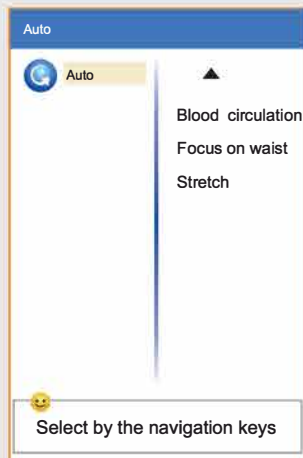 Auto
Auto
Blood circulation
Focus on waist
Stretch
Select by the navigation keys